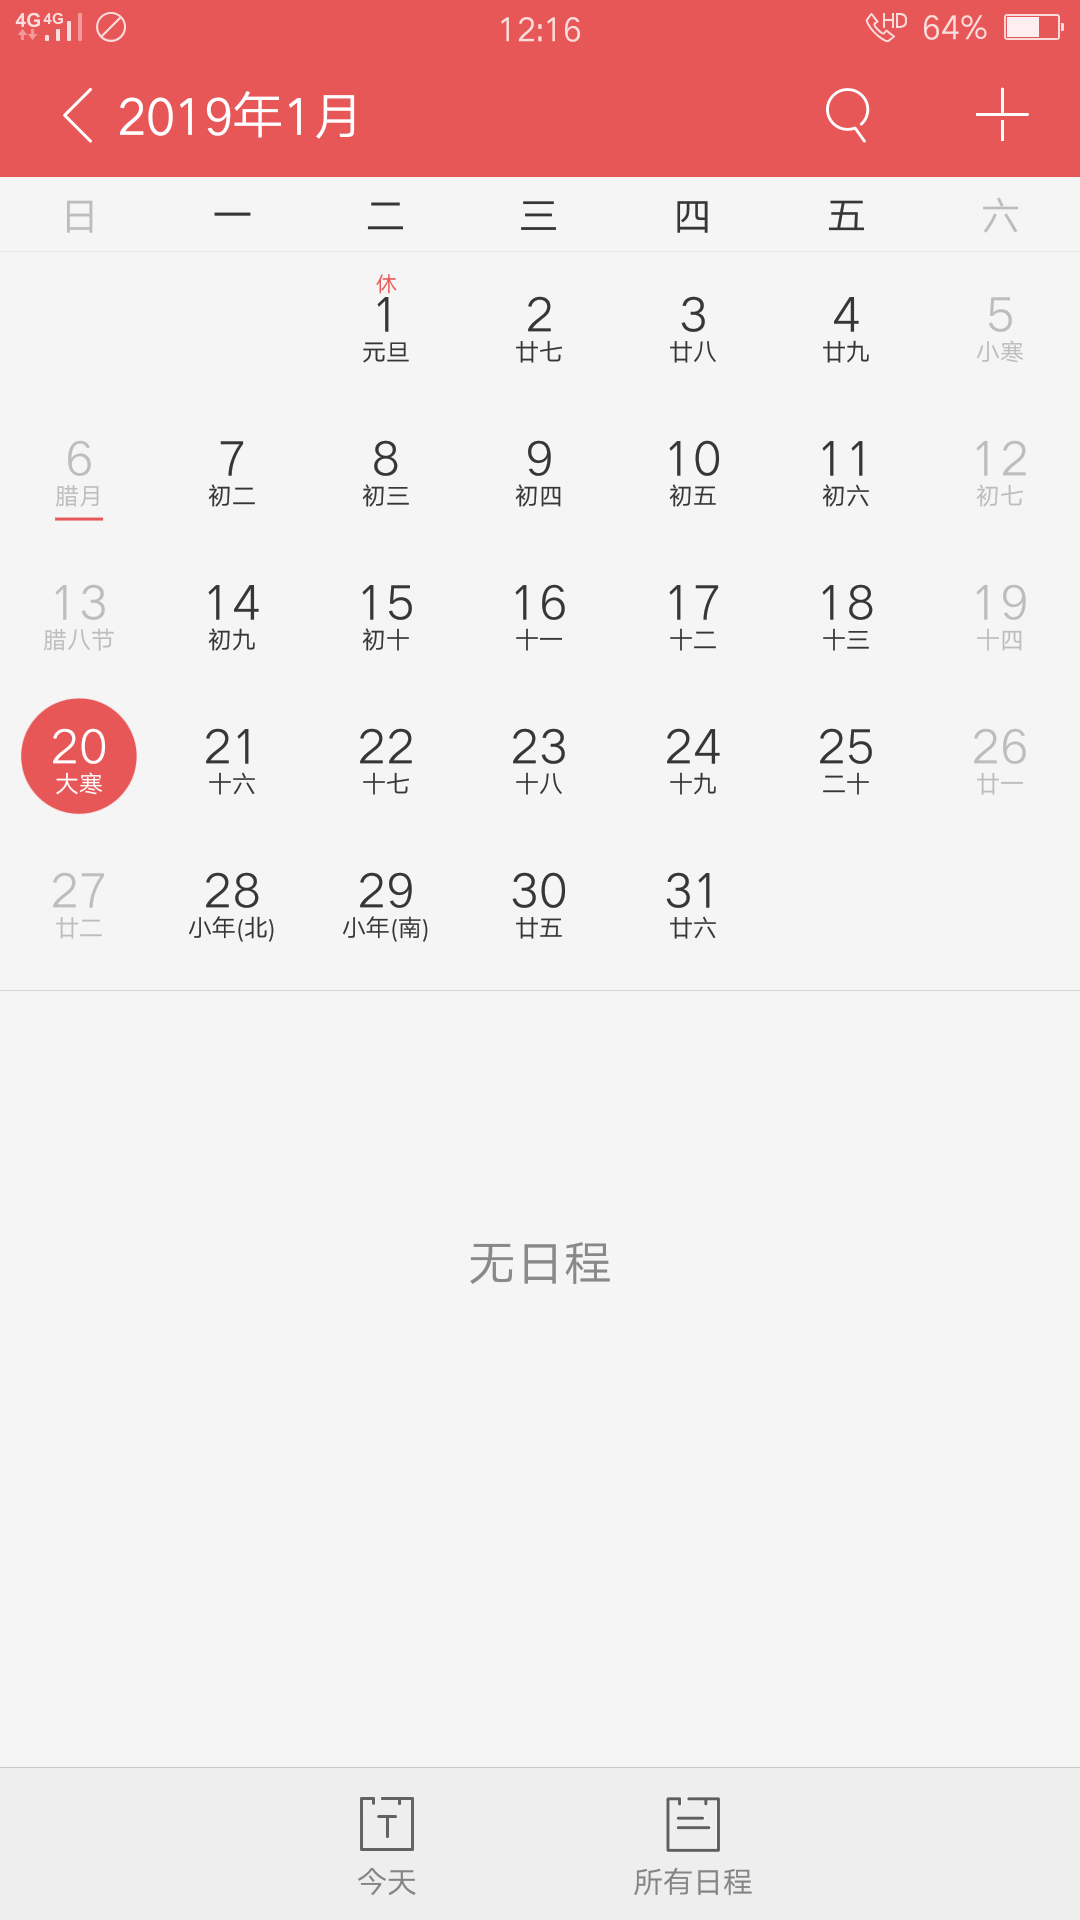 4G 4G 12:16 HD 64%
2019年1月
日 一 二 三 四 五 六
休
1 2 3 4 5
元旦 廿七 廿八 廿九 小寒
6 7 8 9 10 11 12
腊月 初二 初三 初四 初五 初六 初七
13 14 15 16 17 18 19
腊八节 初九 初十 十一 十二 十三 十四
20 21 22 23 24 25 26
大寒 十六 十七 十八 十九 二十 廿一
27 28 29 30 31
廿二 小年(北) 小年(南) 廿五 廿六
无日程
T
今天 所有日程